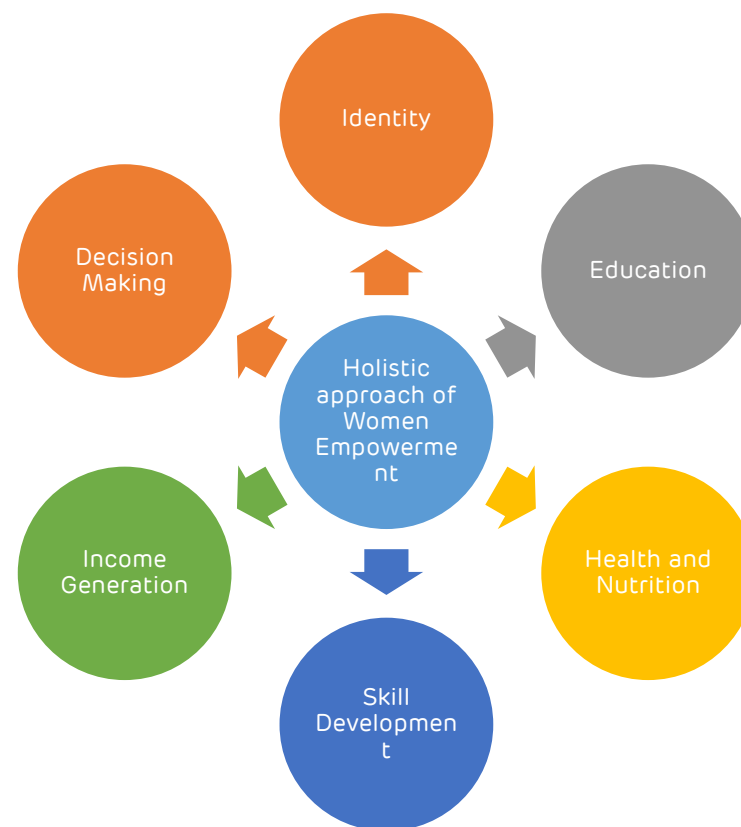 Identity
Decision
Making
Education
Holistic
approach of
Women
Empowerme
nt
Income
Generation
Health and
Nutrition
Skill
Developmen
t